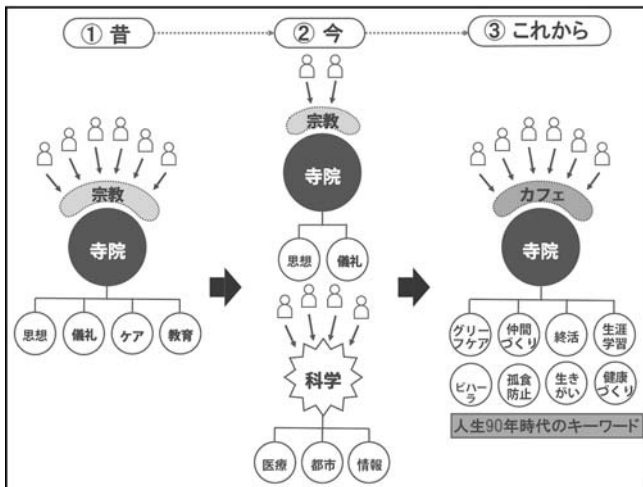 ① 昔
② 今
③ これから
宗教
寺院
思想
儀礼
ケア
教育
宗教
寺院
思想
儀礼
科学
医療
都市
情報
カフェ
寺院
グリー
フケア
仲間
づくり
終活
生涯
学習
ビハー
ラ
孤食
防止
生き
がい
健康
づくり
人生90年時代のキーワード